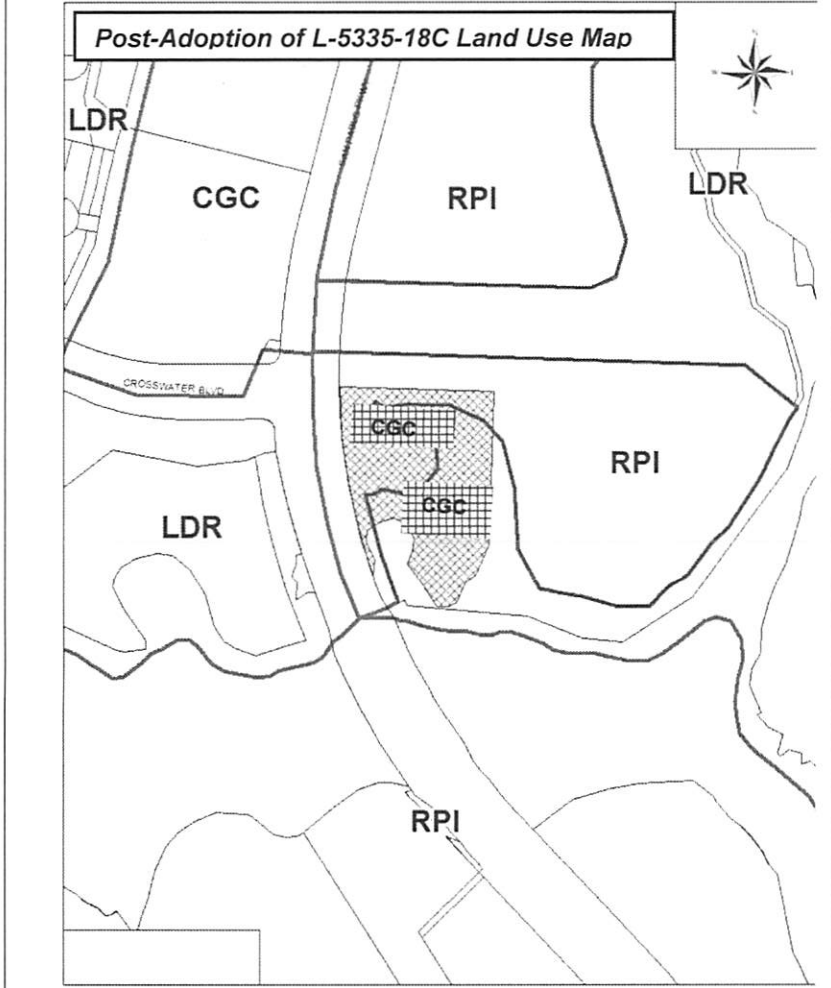 Post-Adoption of L-5335-18C Land Use Map
LDR
CGC
RPI
LDR
CROSSWATER BLVD
CGC
RPI
CGC
LDR
RPI